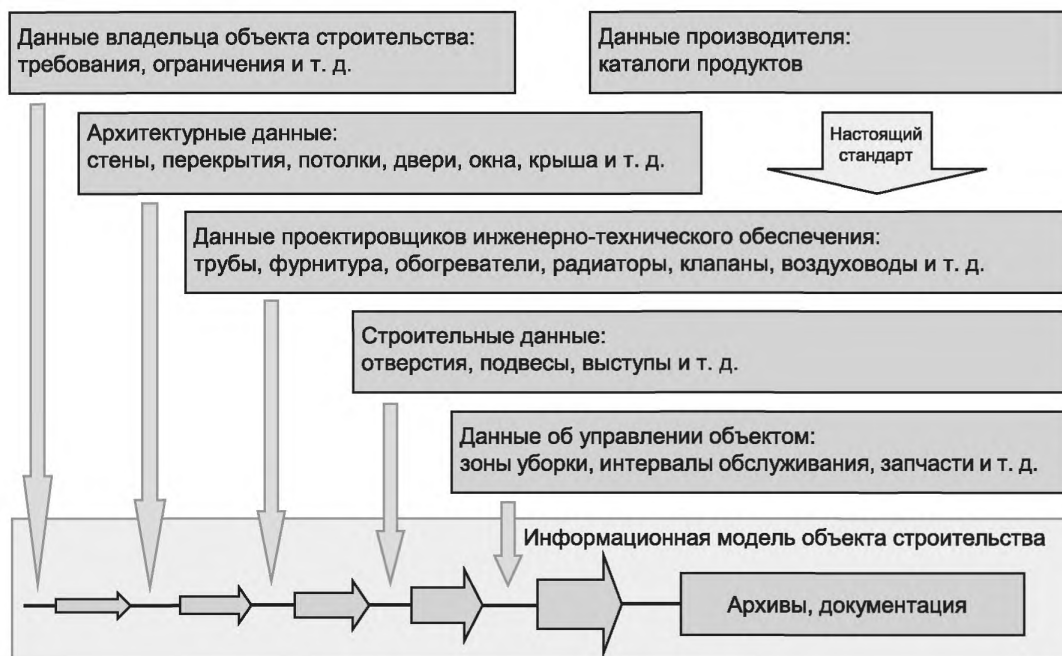 Данные владельца объекта строительства:
требования, ограничения и т. д.
Данные производителя:
каталоги продуктов
Настоящий
стандарт
Архитектурные данные:
стены, перекрытия, потолки, двери, окна, крыша и т. д.
Данные проектировщиков инженерно-технического обеспечения:
трубы, фурнитура, обогреватели, радиаторы, клапаны, воздуховоды и т. д.
Строительные данные:
отверстия, подвесы, выступы и т. д.
Данные об управлении объектом:
зоны уборки, интервалы обслуживания, запчасти и т. д.
Информационная модель объекта строительства
Архивы, документация